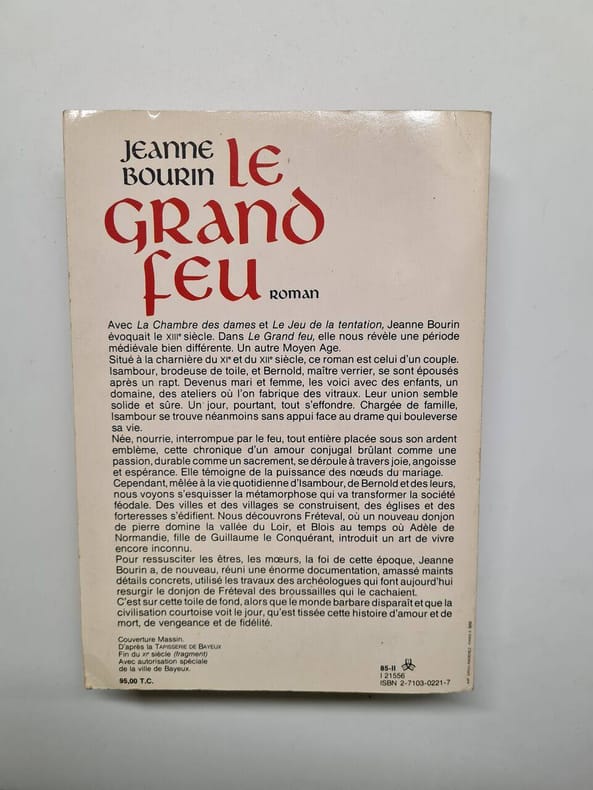 JEANNE LE
BOURIN
GRAND
FEU ROMAN
Avec La Chambre des dames et Le Jeu de la tentation, Jeanne Bourin
évoquait le XIIIe siècle. Dans Le Grand feu, elle nous révèle une période
médiévale bien différente. Un autre Moyen Age.
Situé à la charnière du XIe et du XIIe siècle, ce roman est celui d'un couple.
Isambour, brodeuse de toile, et Bernold, maître verrier, se sont épousés
après un rapt. Devenus mari et femme, les voici avec des enfants, un
domaine, des ateliers où l'on fabrique des vitraux. Leur union semble
solide et sûre. Un jour, pourtant, tout s'effondre. Chargée de famille,
Isambour se trouve néanmoins sans appui face au drame qui bouleverse
sa vie.
Née, nourrie, interrompue par le feu, tout entière placée sous son ardent
emblème, cette chronique d'un amour conjugal brûlant comme une
passion, durable comme un sacrement, se déroule à travers joie, angoisse
et espérance. Elle témoigne de la puissance des nœuds du mariage.
Cependant, mêlée à la vie quotidienne d'Isambour, de Bernold et des leurs,
nous voyons s'esquisser la métamorphose qui va transformer la société
féodale. Des villes et des villages se construisent, des églises et des
forteresses s'édifient. Nous découvrons Fréteval, où un nouveau donjon
de pierre domine la vallée du Loir, et Blois au temps où Adèle de
Normandie, fille de Guillaume le Conquérant, introduit un art de vivre
encore inconnu.
Pour ressusciter les êtres, les mœurs, la foi de cette époque, Jeanne
Bourin a, de nouveau, réuni une énorme documentation, amassé maints
détails concrets, utilisé les travaux des archéologues qui font aujourd'hui
resurgir le donjon de Fréteval des broussailles qui le cachaient.
C'est sur cette toile de fond, alors que le monde barbare disparaît et que la
civilisation courtoise voit le jour, qu'est tissée cette histoire d'amour et de
mort, de vengeance et de fidélité.
Couverture Massin.
D'après la TAPISSERIE DE BAYEUX
Fin du XIe siècle (fragment)
Avec autorisation spéciale
de la ville de Bayeux.
95,00 T.C.
85-II
I 21556
ISBN 2-7103-0221-7